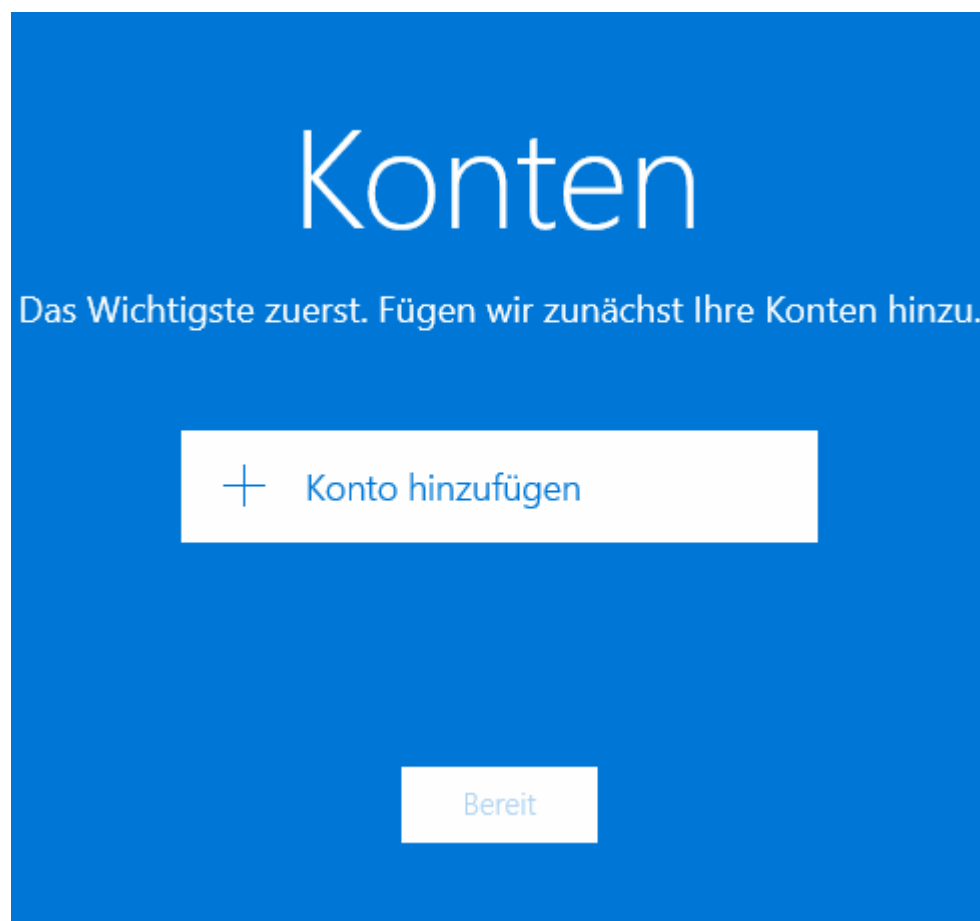 Konten
Das Wichtigste zuerst. Fügen wir zunächst Ihre Konten hinzu.
Konto hinzufügen
Bereit